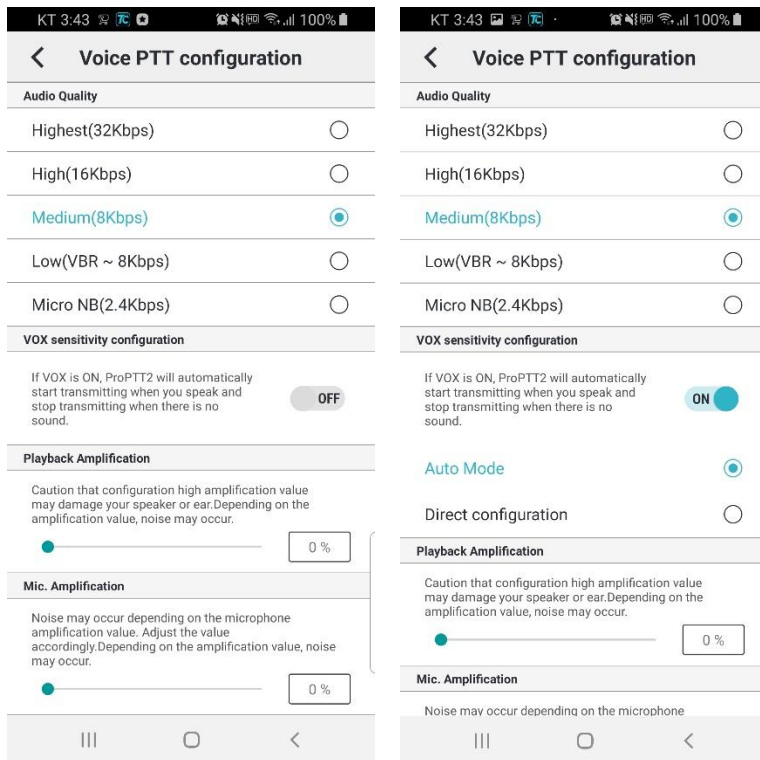 KT 3:43
100%
Voice PTT configuration
Audio Quality
Highest(32Kbps)
High(16Kbps)
Medium(8Kbps)
Low(VBR ~ 8Kbps)
Micro NB(2.4Kbps)
VOX sensitivity configuration
If VOX is ON, ProPTT2 will automatically
start transmitting when you speak and
stop transmitting when there is no
sound.
OFF
Playback Amplification
Caution that configuration high amplification value
may damage your speaker or ear.Depending on the
amplification value, noise may occur.
0 %
Mic. Amplification
Noise may occur depending on the microphone
amplification value. Adjust the value
accordingly.Depending on the amplification value, noise
may occur.
0 %
KT 3:43
100%
Voice PTT configuration
Audio Quality
Highest(32Kbps)
High(16Kbps)
Medium(8Kbps)
Low(VBR ~ 8Kbps)
Micro NB(2.4Kbps)
VOX sensitivity configuration
If VOX is ON, ProPTT2 will automatically
start transmitting when you speak and
stop transmitting when there is no
sound.
ON
Auto Mode
Direct configuration
Playback Amplification
Caution that configuration high amplification value
may damage your speaker or ear.Depending on the
amplification value, noise may occur.
0 %
Mic. Amplification
Noise may occur depending on the microphone